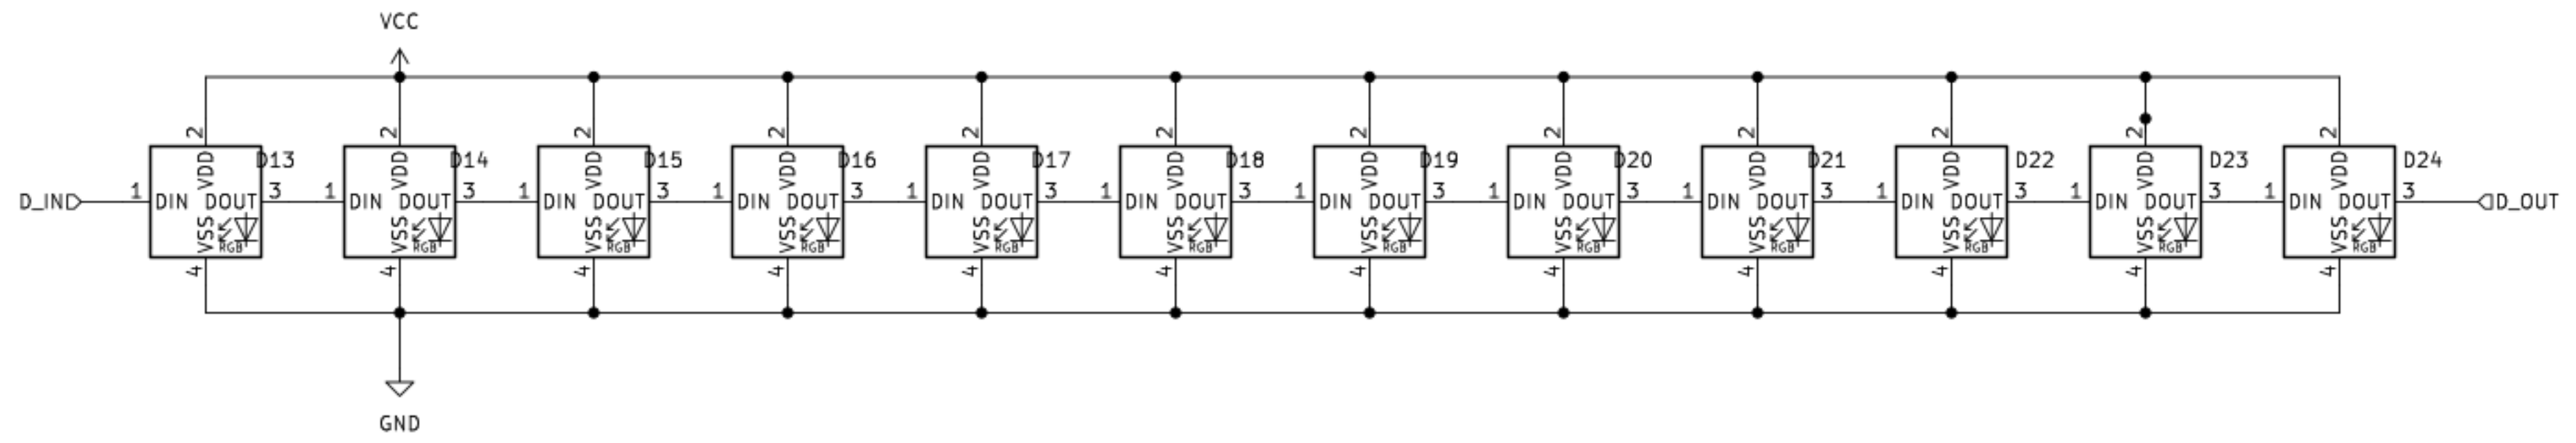 VCC
2 2 2 2 2 2 2 2 2 2 2 2
D13 D14 D15 D16 D17 D18 D19 D20 D21 D22 D23 D24
VDD VDD VDD VDD VDD VDD VDD VDD VDD VDD VDD VDD
1 3 1 3 1 3 1 3 1 3 1 3 1 3 1 3 1 3 1 3 1 3 1 3
D_IN DIN DOUT DIN DOUT DIN DOUT DIN DOUT DIN DOUT DIN DOUT DIN DOUT DIN DOUT DIN DOUT DIN DOUT DIN DOUT DIN DOUT D_OUT
VSS VSS VSS VSS VSS VSS VSS VSS VSS VSS VSS VSS
RGB RGB RGB RGB RGB RGB RGB RGB RGB RGB RGB RGB
4 4 4 4 4 4 4 4 4 4 4 4
GND